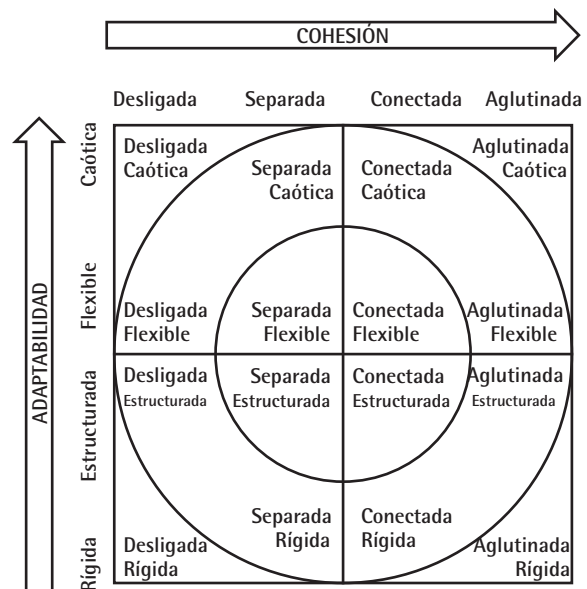 COHESIÓN
Desligada Separada Conectada Aglutinada
ADAPTABILIDAD
Caótica
Flexible
Estructurada
Rígida
Desligada
Caótica
Separada
Caótica
Conectada
Caótica
Aglutinada
Caótica
Desligada
Flexible
Separada
Flexible
Conectada
Flexible
Aglutinada
Flexible
Desligada
Estructurada
Separada
Estructurada
Conectada
Estructurada
Aglutinada
Estructurada
Desligada
Rígida
Separada
Rígida
Conectada
Rígida
Aglutinada
Rígida